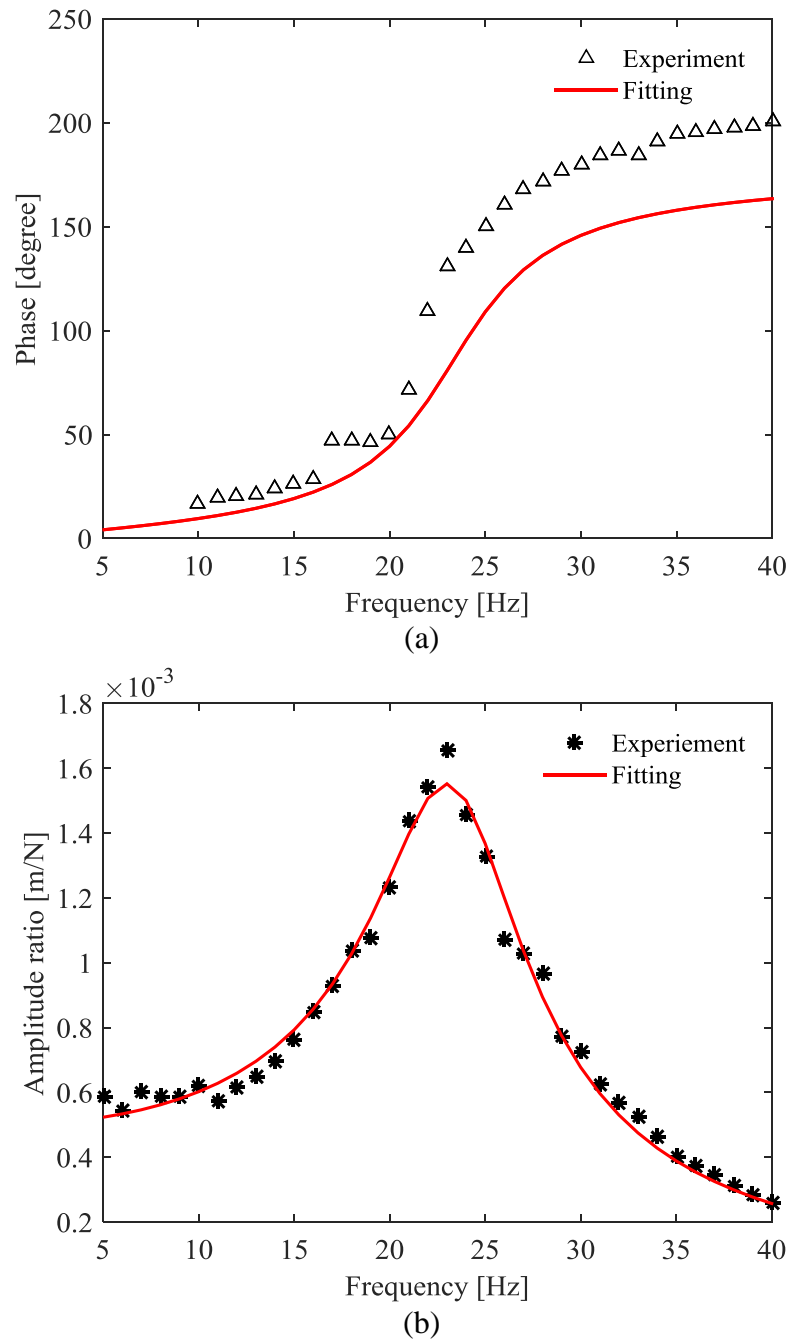 250
200
150
100
50
0
Phase [degree]
Experiment
Fitting
5 10 15 20 25 30 35 40
Frequency [Hz]
(a)
×10-3
1.8
1.6
1.4
1.2
1
0.8
0.6
0.4
0.2
Amplitude ratio [m/N]
Experiement
Fitting
5 10 15 20 25 30 35 40
Frequency [Hz]
(b)